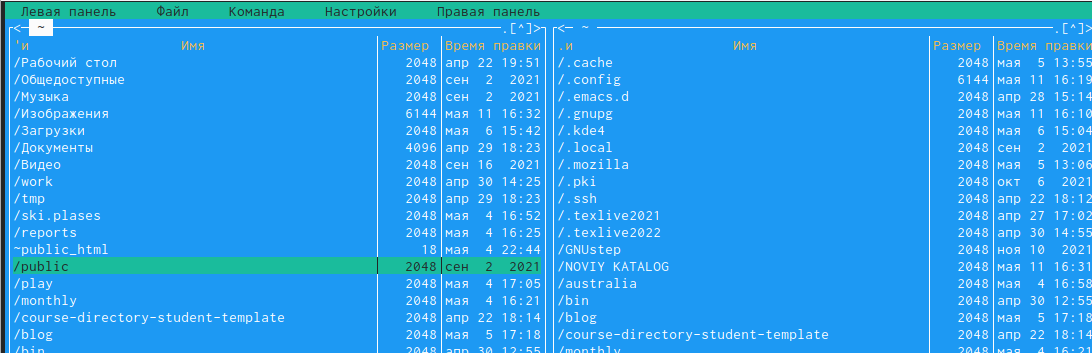 Левая панель Файл Команда Настройки Правая панель
<- ~ .[^]>
'и Имя Размер Время правки
/Рабочий стол 2048 апр 22 19:51
/Общедоступные 2048 сен 2 2021
/Музыка 2048 сен 2 2021
/Изображения 6144 мая 11 16:32
/Загрузки 2048 мая 6 15:42
/Документы 4096 апр 29 18:23
/Видео 2048 сен 16 2021
/work 2048 апр 30 14:25
/tmp 2048 апр 29 18:23
/ski.plases 2048 мая 4 16:52
/reports 2048 мая 4 16:25
~public_html 18 мая 4 22:44
/public 2048 сен 2 2021
/play 2048 мая 4 17:05
/monthly 2048 мая 4 16:21
/course-directory-student-template 2048 апр 22 18:14
/blog 2048 мая 5 17:18
/bin 2048 апр 30 12:55
<- ~ .[^]>
.и Имя Размер Время правки
/.cache 2048 мая 5 13:55
/.config 6144 мая 11 16:19
/.emacs.d 2048 апр 28 15:14
/.gnupg 2048 мая 11 16:10
/.kde4 2048 мая 6 15:04
/.local 2048 сен 2 2021
/.mozilla 2048 мая 5 13:06
/.pki 2048 окт 6 2021
/.ssh 2048 апр 22 18:12
/.texlive2021 2048 апр 27 17:02
/.texlive2022 2048 апр 30 14:55
/GNUstep 2048 ноя 10 2021
/NOVIY KATALOG 2048 мая 11 16:31
/australia 2048 мая 4 16:58
/bin 2048 апр 30 12:55
/blog 2048 мая 5 17:18
/course-directory-student-template 2048 апр 22 18:14
/monthly 2048 мая 4 16:21